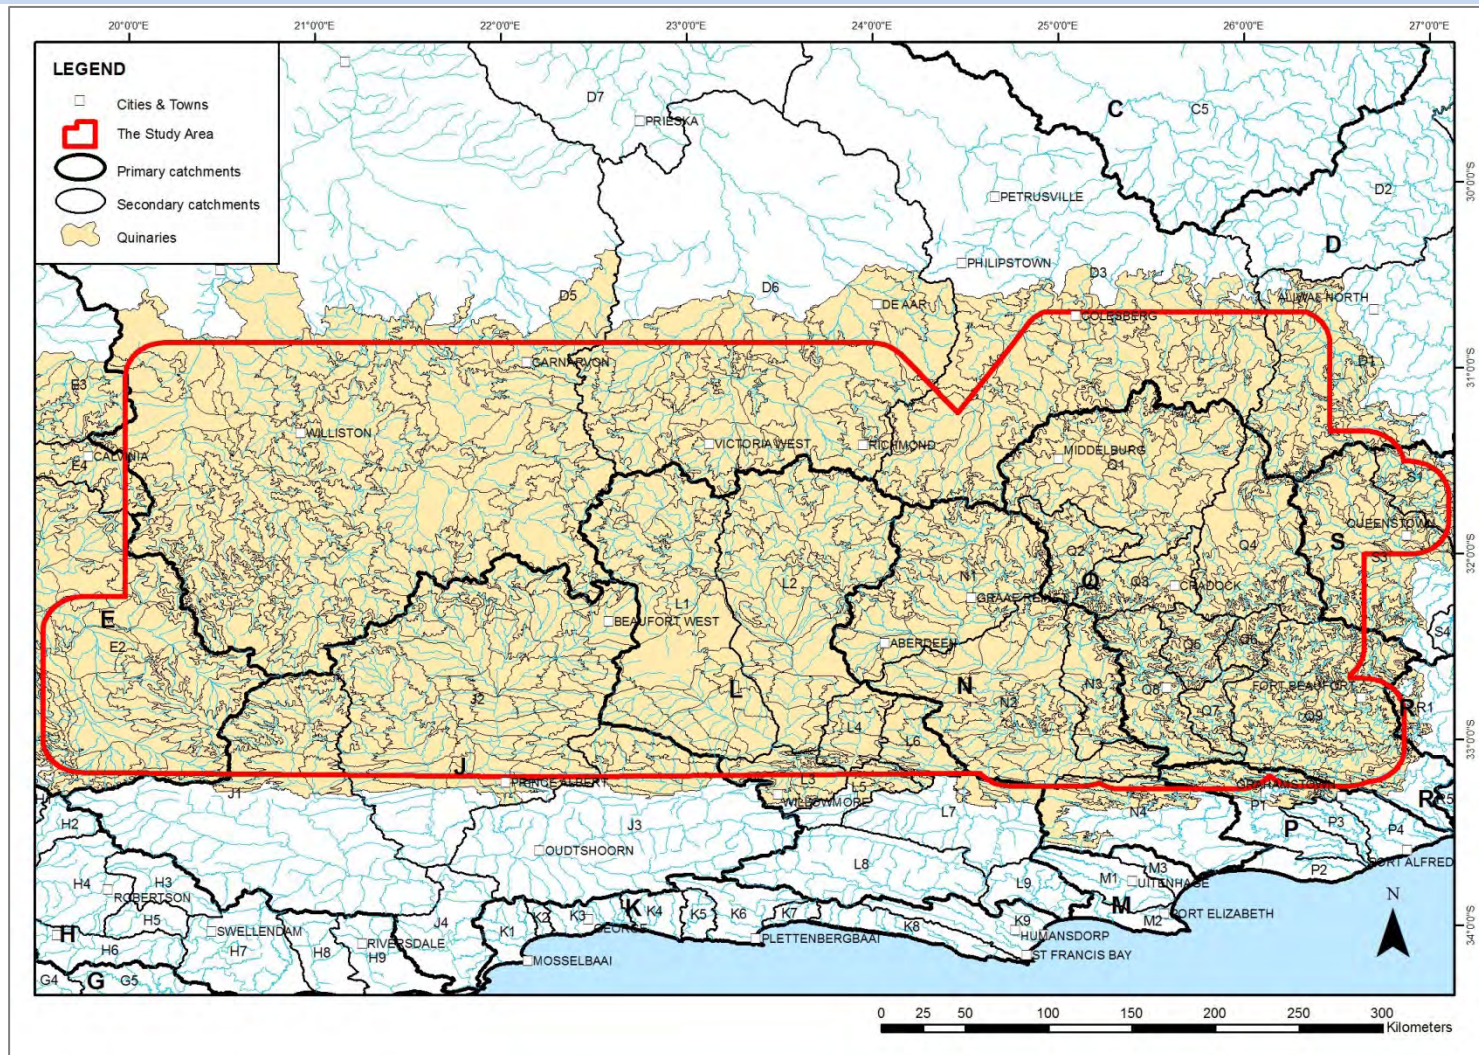 20°0'0"E
21°0'0"E
22°0'0"E
23°0'0"E
24°0'0"E
25°0'0"E
26°0'0"E
27°0'0"E
LEGEND
Cities & Towns
The Study Area
Primary catchments
Secondary catchments
Quinaries
D7
PRIESKA
C
C5
30°0'0"S
D2
PETRUSVILLE
D
PHILIPSTOWN
D3
D5
D6
DE AAR
ALIWAL NORTH
COLESBERG
CARNARVON
D1
31°0'0"S
E3
WILLISTON
VICTORIA WEST
RICHMOND
MIDDELBURG
Q1
CALVINIA
E4
S1
QUEENSTOWN
S
Q4
Q2
S3
32°0'0"S
Q
Q3
CRADOCK
N1
L2
L1
BEAUFORT WEST
E
E2
ABERDEEN
Q5
S4
L
N
N3
Q8
R
R1
J2
N2
Q7
Q9
L4
L6
33°0'0"S
J
PRINCE ALBERT
L3
L5
WILLOWMORE
GRAHAMSTOWN
J1
L7
N4
P1
R
R5
H2
J3
P
P3
P4
OUDTSHOORN
L8
PORT ALFRED
H4
H3
M3
P2
M1
UITENHAGE
L9
ROBERTSON
H5
J4
K1
K2
K3
K
K4
K5
K6
K7
K8
K9
M
M2
PORT ELIZABETH
N
H
H6
SWELLENDAM
H7
H8
RIVERSDALE
H9
GEORGE
PLETTENBERGBAAI
HUMANSDORP
34°0'0"S
MOSSELBAAI
ST FRANCIS BAY
G4
G
G5
0 25 50 100 150 200 250 300
Kilometers